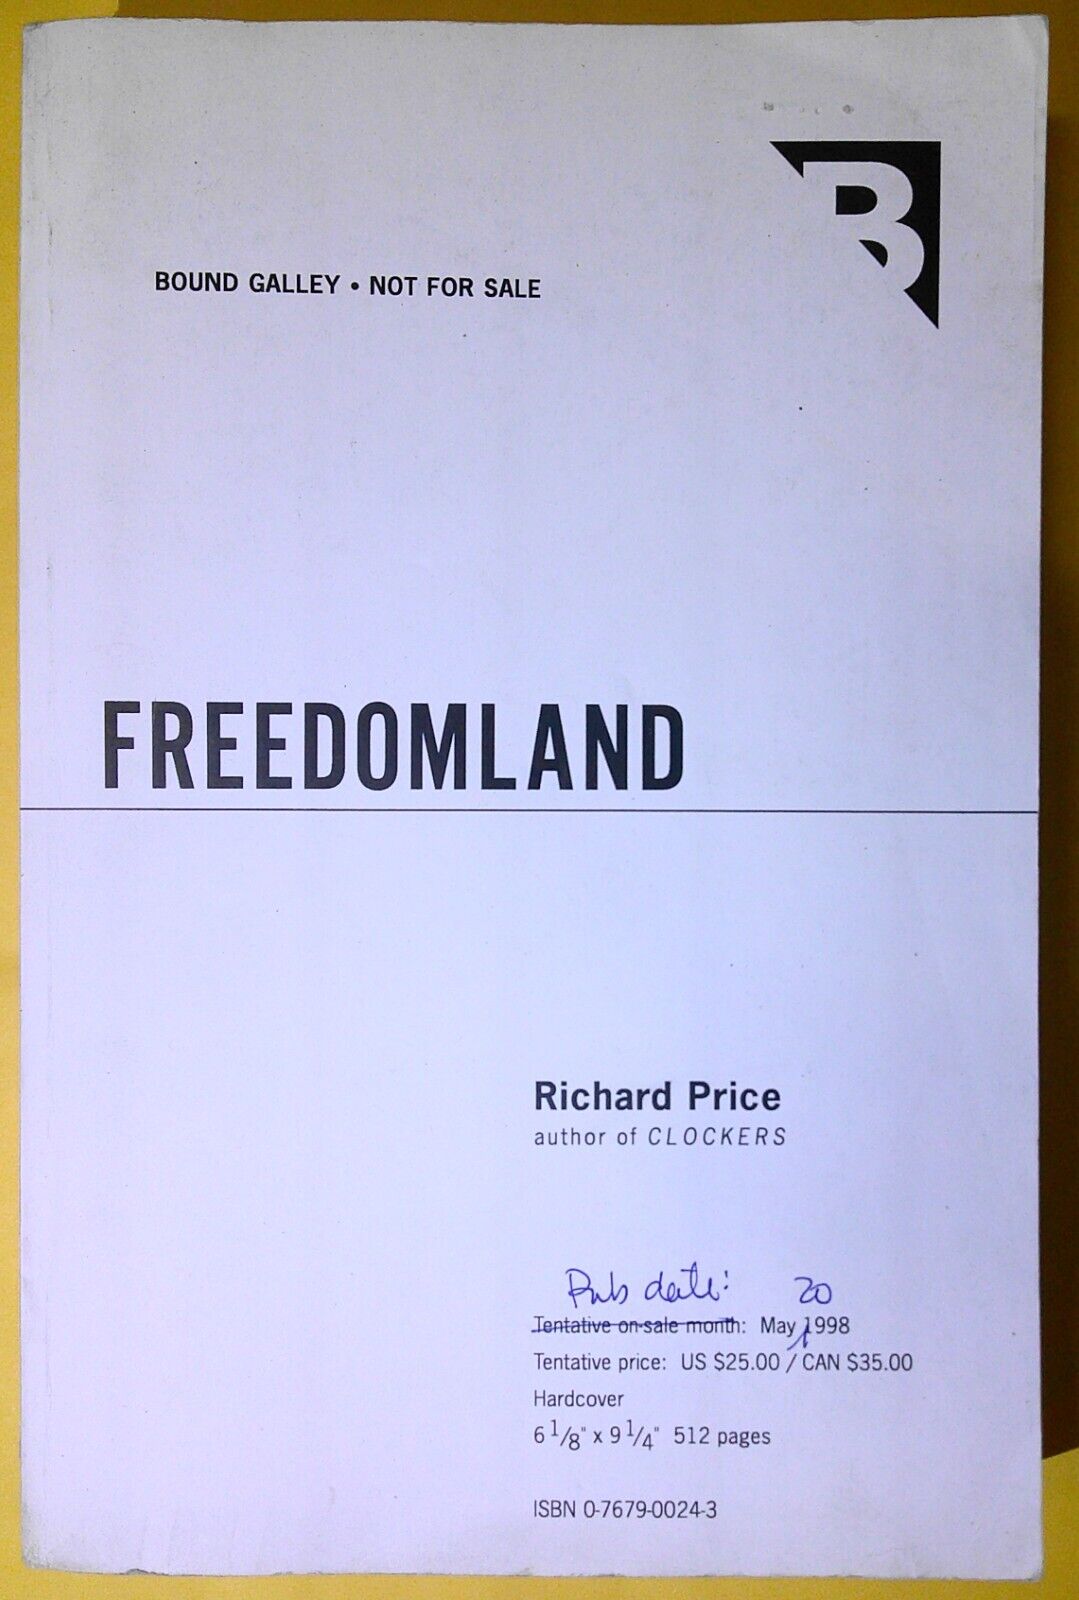 B
BOUND GALLEY • NOT FOR SALE
FREEDOMLAND
Richard Price
author of CLOCKERS
Pub date: 20
Tentative on-sale month: May 1998
Tentative price: US $25.00 / CAN $35.00
Hardcover
6 1/8" x 9 1/4" 512 pages
ISBN 0-7679-0024-3